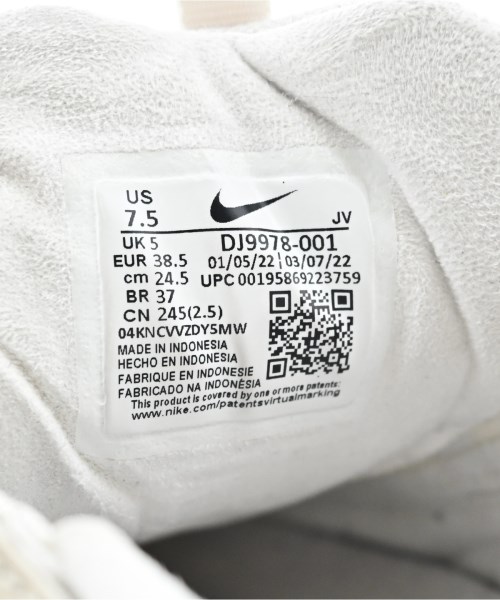 US
7.5
JV
UK 5
DJ9978-001
EUR 38.5
01/05/22 | 03/07/22
cm 24.5
UPC 00195869223759
BR 37
CN 245(2.5)
04KNCVVZDY5MW
MADE IN INDONESIA
HECHO EN INDONESIA
FABRIQUE EN INDONESIE
FABRICADO NA INDONÈSIA
This product is covered by one or more patents:
www.nike.com/patentsvirtualmarking